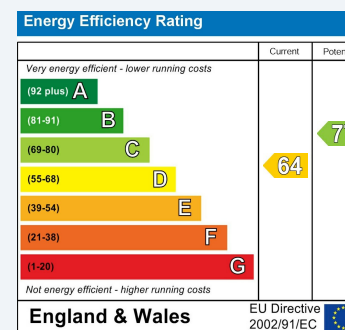 Energy Efficiency Rating
Current
Very energy efficient - lower running costs
(92 plus) A
(81-91) B
(69-80) C
(55-68) D
64
(39-54) E
(21-38) F
(1-20) G
Not energy efficient - higher running costs
England & Wales
EU Directive
2002/91/EC